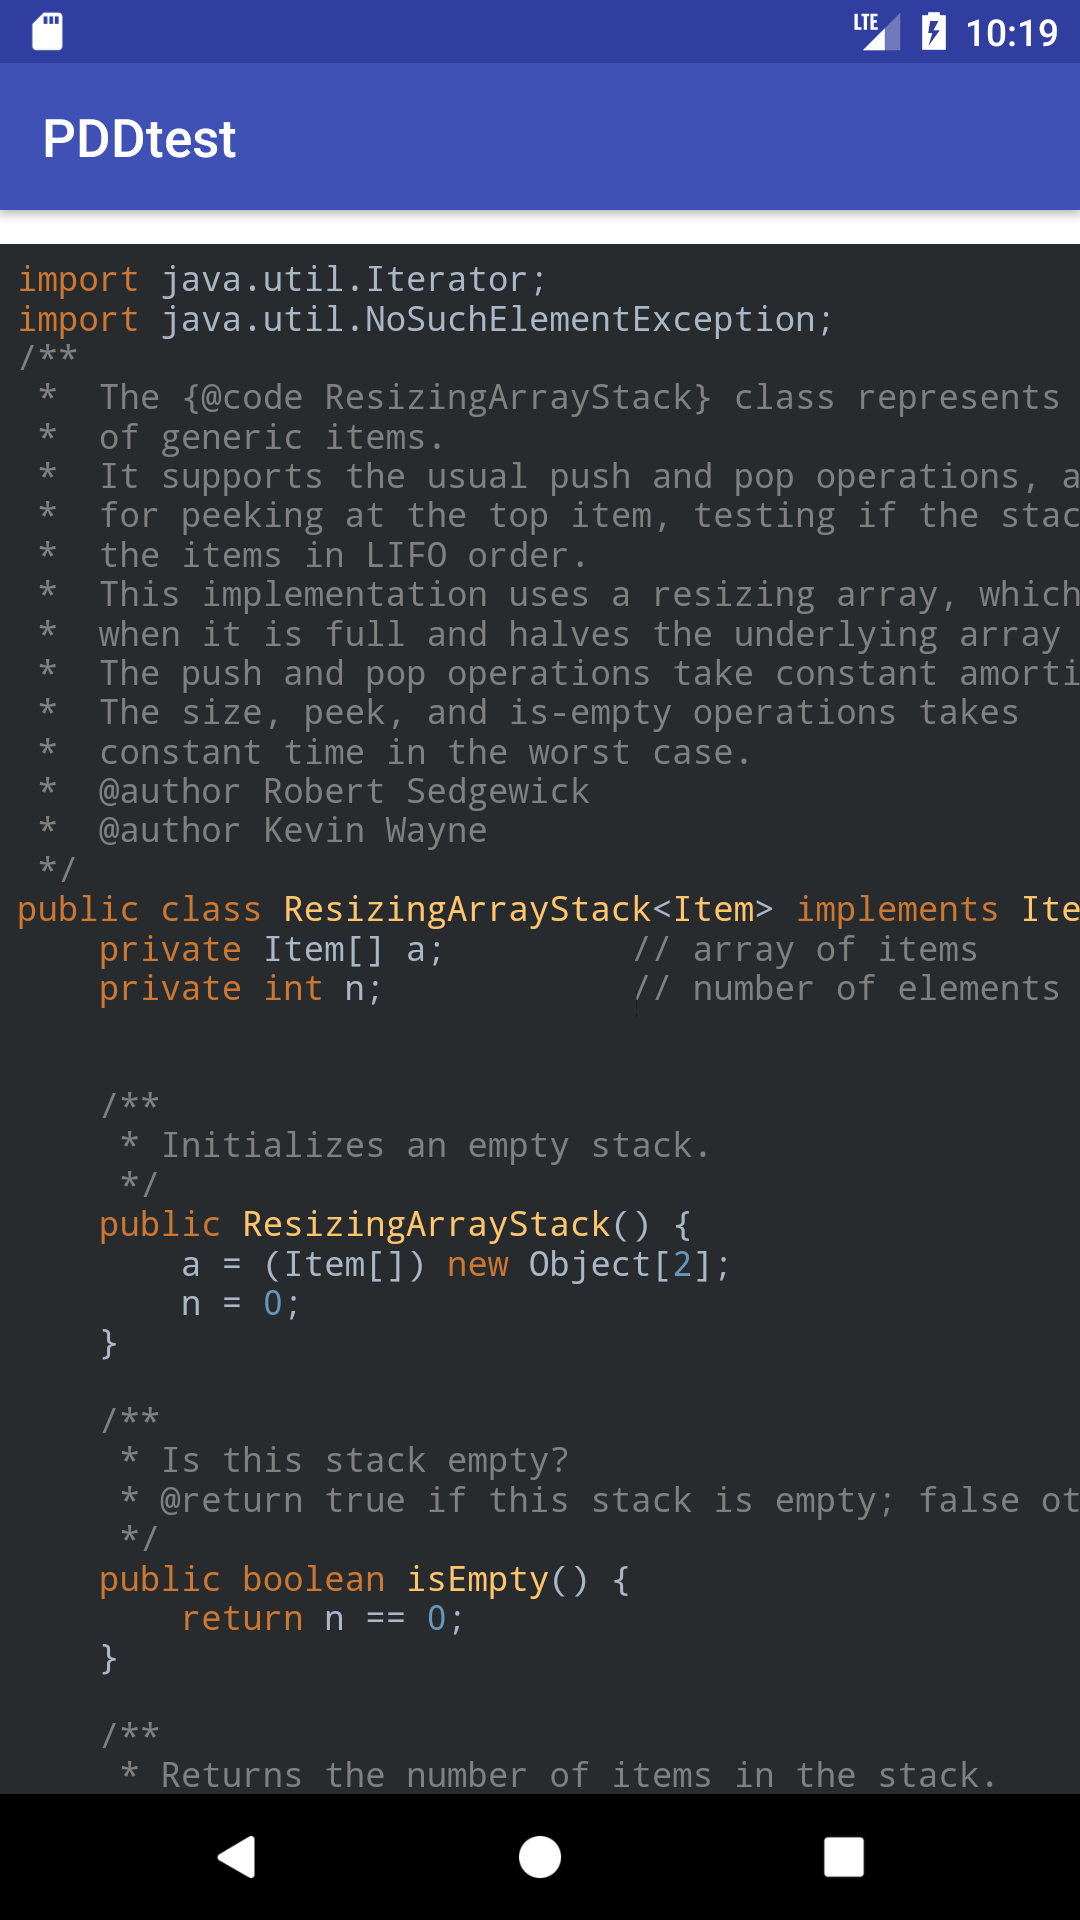 LTE 10:19
PDDtest
import java.util.Iterator;
import java.util.NoSuchElementException;
/**
 *  The {@code ResizingArrayStack} class represents
 *  of generic items.
 *  It supports the usual push and pop operations, a
 *  for peeking at the top item, testing if the stac
 *  the items in LIFO order.
 *  This implementation uses a resizing array, which
 *  when it is full and halves the underlying array
 *  The push and pop operations take constant amorti
 *  The size, peek, and is-empty operations takes
 *  constant time in the worst case.
 *  @author Robert Sedgewick
 *  @author Kevin Wayne
 */
public class ResizingArrayStack<Item> implements Ite
    private Item[] a;         // array of items
    private int n;            // number of elements
    /**
     * Initializes an empty stack.
     */
    public ResizingArrayStack() {
        a = (Item[]) new Object[2];
        n = 0;
    }
    /**
     * Is this stack empty?
     * @return true if this stack is empty; false ot
     */
    public boolean isEmpty() {
        return n == 0;
    }
    /**
     * Returns the number of items in the stack.